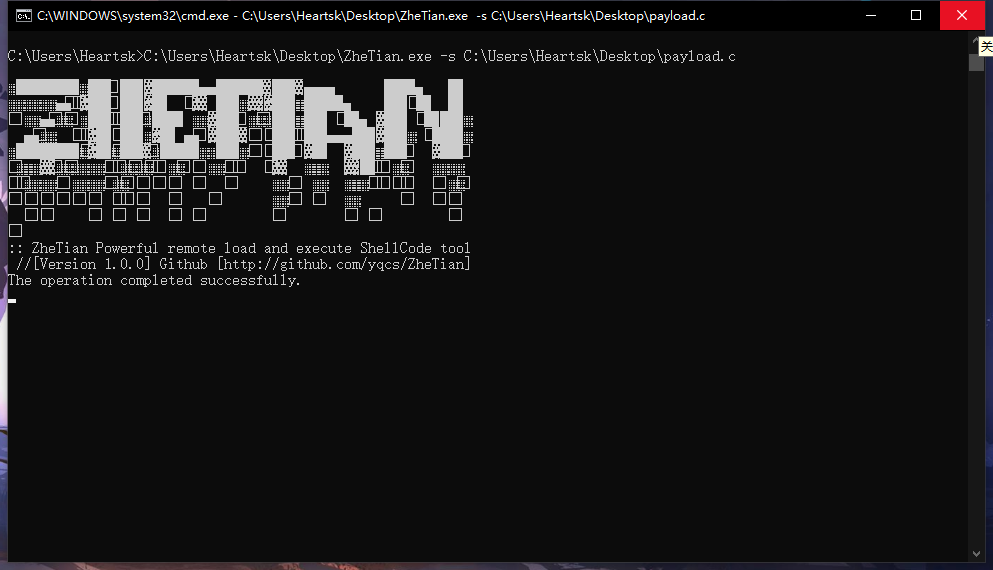 C:\WINDOWS\system32\cmd.exe - C:\Users\Heartsk\Desktop\ZheTian.exe -s C:\Users\Heartsk\Desktop\payload.c
关
C:\Users\Heartsk>C:\Users\Heartsk\Desktop\ZheTian.exe -s C:\Users\Heartsk\Desktop\payload.c
ZHETIAN
:: ZheTian Powerful remote load and execute ShellCode tool
//[Version 1.0.0] Github [http://github.com/yqcs/ZheTian]
The operation completed successfully.